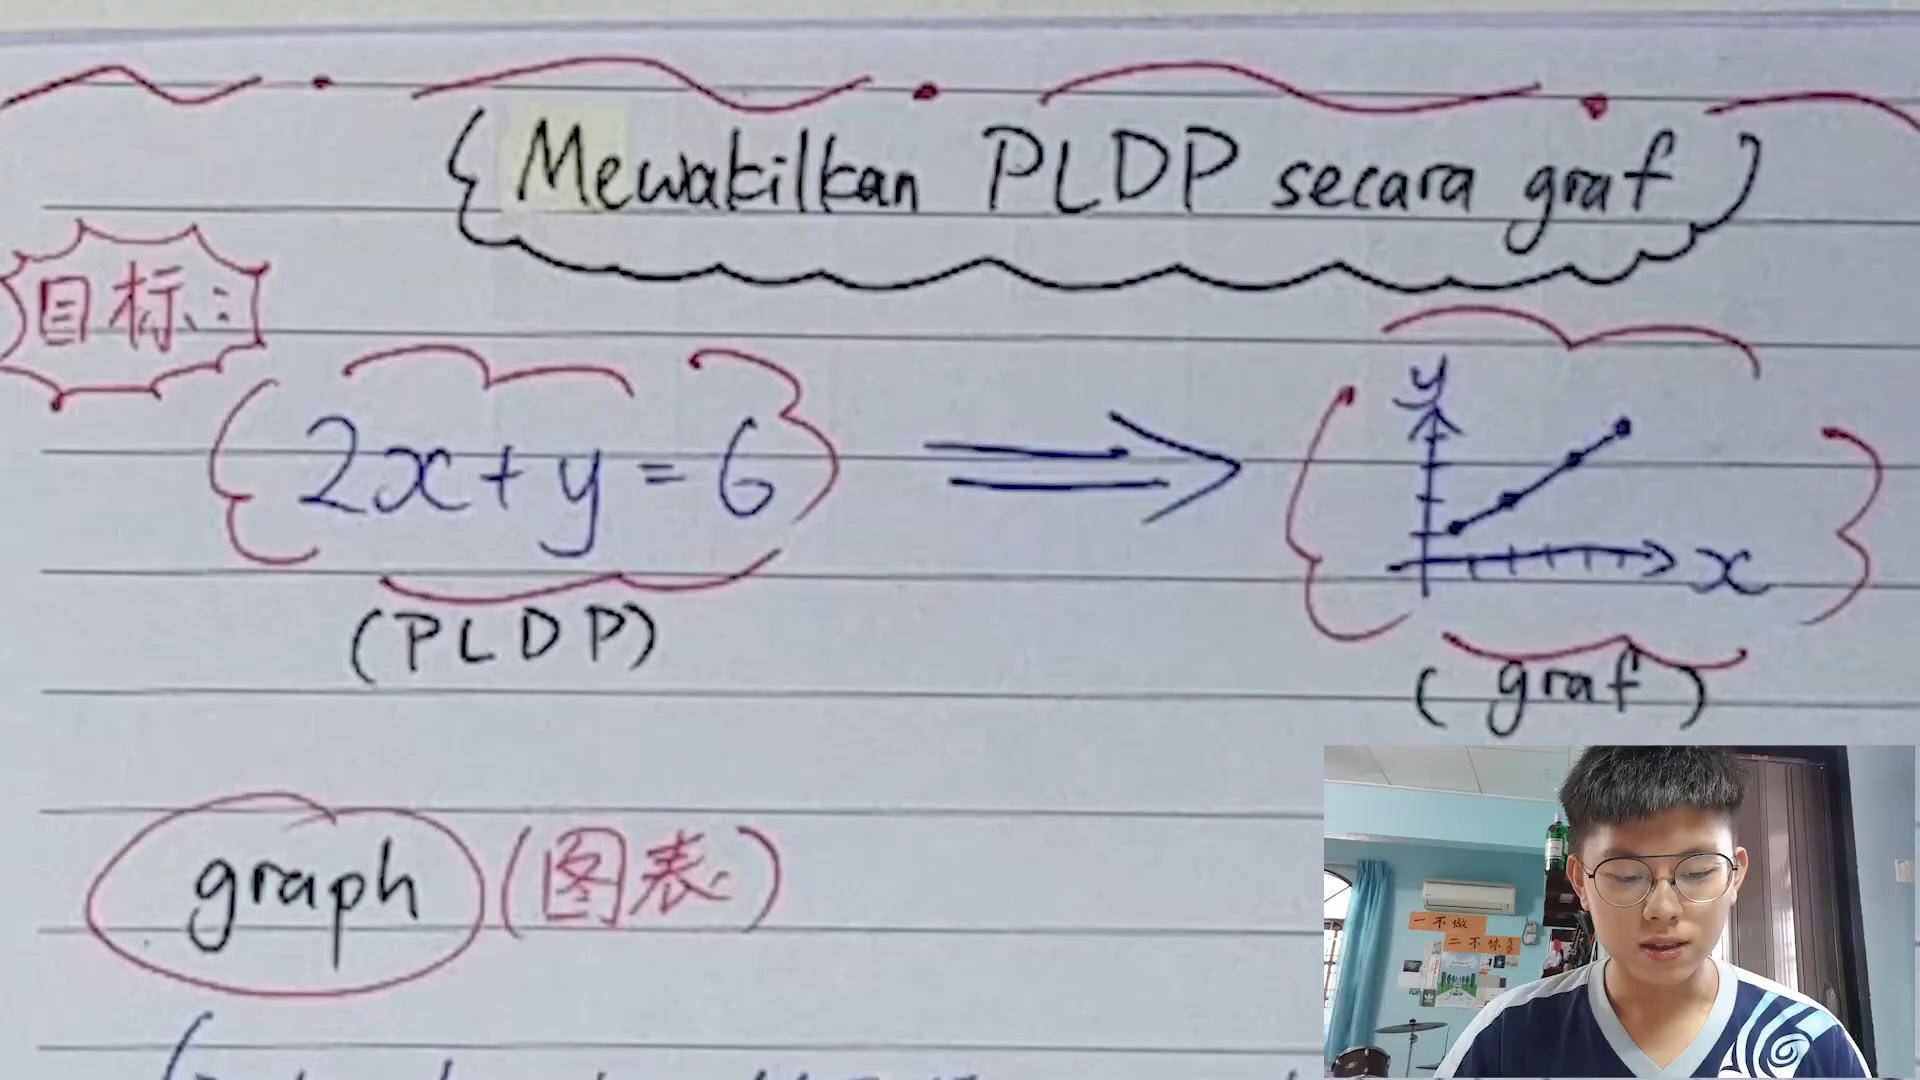 Mewakilkan PLDP secara graf
目标:
2x+y=6
y
x
(PLDP)
(graf)
graph (图表)
一不做
二不休